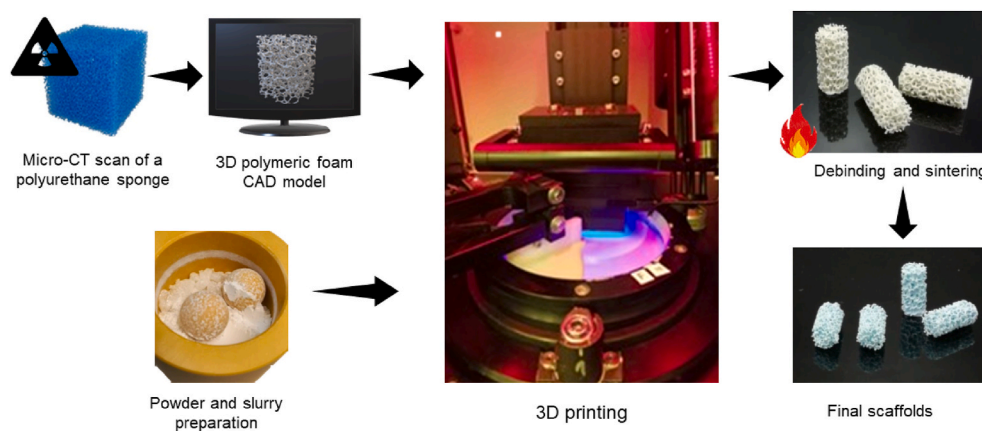 Micro-CT scan of a
polyurethane sponge
3D polymeric foam
CAD model
Debinding and sintering
Powder and slurry
preparation
3D printing
Final scaffolds